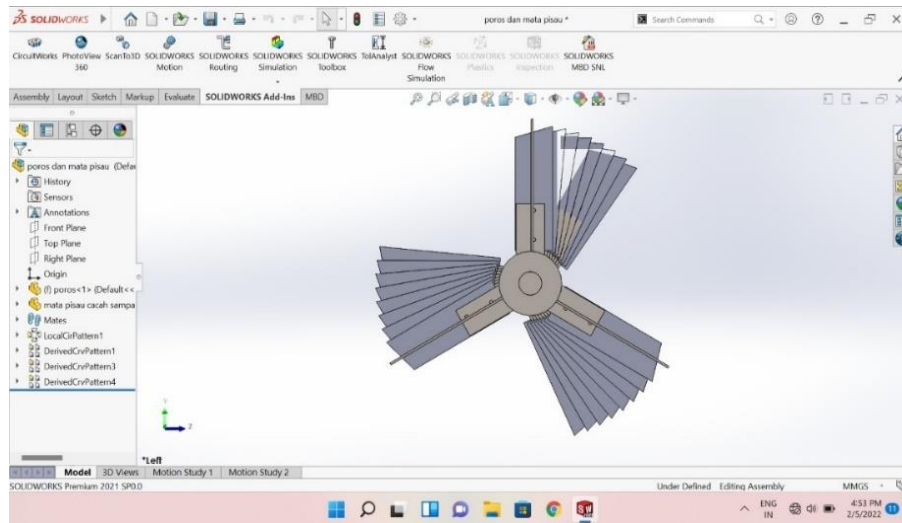 SOLIDWORKS
poros dan mata pisau *
Search Commands
CircuitWorks
PhotoView 360
ScanTo3D
SOLIDWORKS Motion
SOLIDWORKS Routing
SOLIDWORKS Simulation
SOLIDWORKS Toolbox
TolAnalyst
SOLIDWORKS Flow Simulation
SOLIDWORKS Plastics
SOLIDWORKS Inspection
SOLIDWORKS MBD SNL
Assembly Layout Sketch Markup Evaluate SOLIDWORKS Add-Ins MBD
poros dan mata pisau (Defau
History
Sensors
Annotations
Front Plane
Top Plane
Right Plane
Origin
(f) poros<1> (Default<<
mata pisau cacah sampa
Mates
LocalCirPattern1
DerivedCrvPattern1
DerivedCrvPattern3
DerivedCrvPattern4
Y
Z
*Left
Model 3D Views Motion Study 1 Motion Study 2
SOLIDWORKS Premium 2021 SP0.0
Under Defined Editing Assembly MMGS
ENG
IN
4:53 PM
2/5/2022